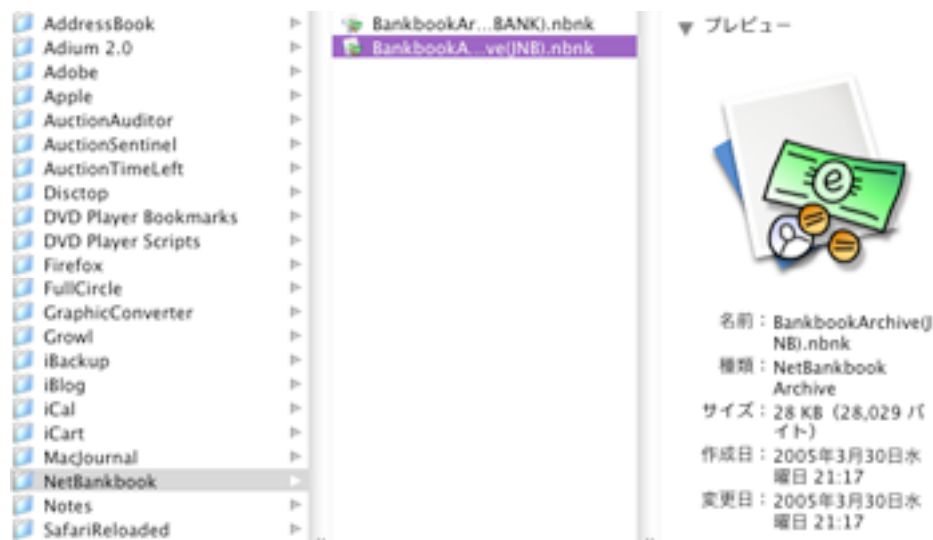 AddressBook
Adium 2.0
Adobe
Apple
AuctionAuditor
AuctionSentinel
AuctionTimeLeft
Disctop
DVD Player Bookmarks
DVD Player Scripts
Firefox
FullCircle
GraphicConverter
Growl
iBackup
iBlog
iCal
iCart
MacJournal
NetBankbook
Notes
SafariReloaded
BankbookAr...BANK).nbnk
BankbookA...ve(JNB).nbnk
プレビュー
e
名前：BankbookArchive(J
NB).nbnk
種類：NetBankbook
Archive
サイズ：28 KB（28,029 バ
イト）
作成日：2005年3月30日水
曜日 21:17
変更日：2005年3月30日水
曜日 21:17